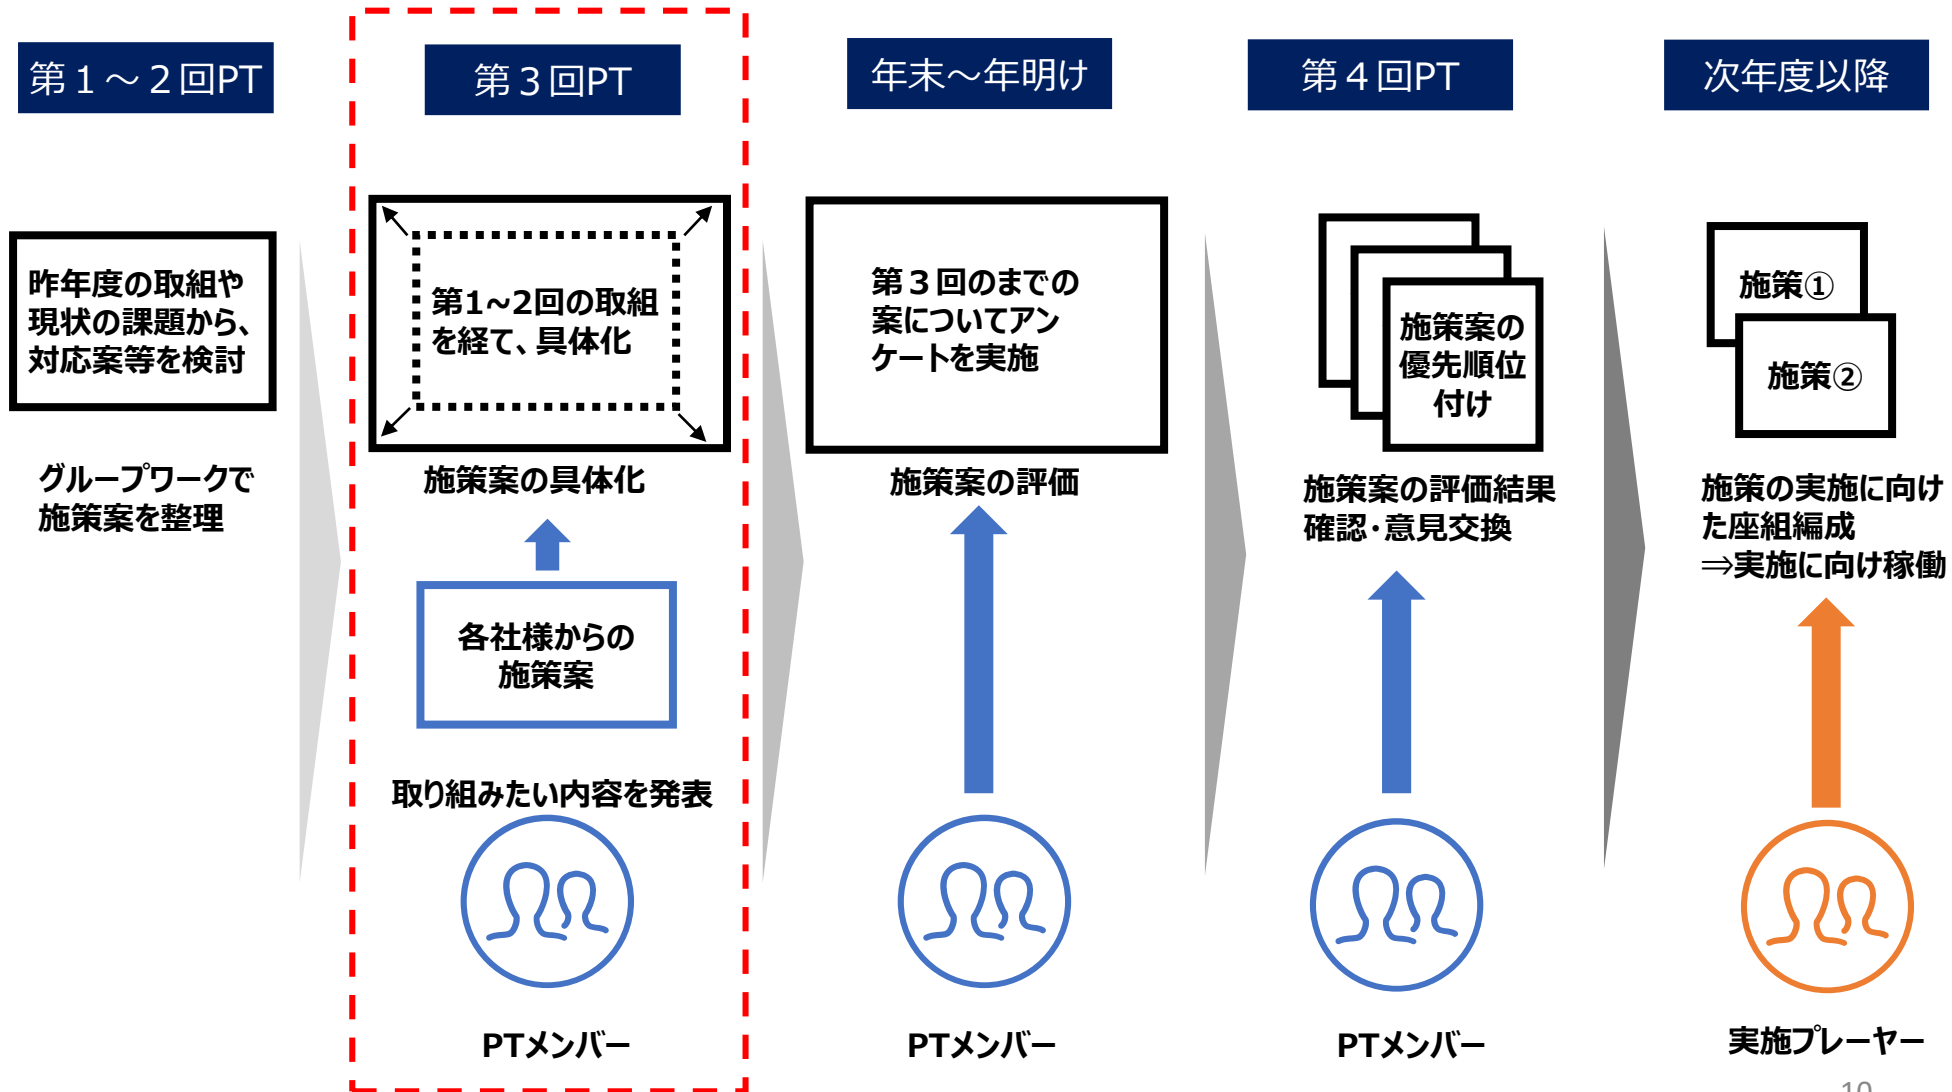 第１～２回PT
第３回PT
年末～年明け
第４回PT
次年度以降
昨年度の取組や
現状の課題から、
対応案等を検討
グループワークで
施策案を整理
第1~2回の取組
を経て、具体化
施策案の具体化
各社様からの
施策案
取り組みたい内容を発表
PTメンバー
第３回のまでの
案についてアン
ケートを実施
施策案の評価
PTメンバー
施策案の
優先順位
付け
施策案の評価結果
確認・意見交換
PTメンバー
施策①
施策②
施策の実施に向け
た座組編成
⇒実施に向け稼働
実施プレーヤー
10